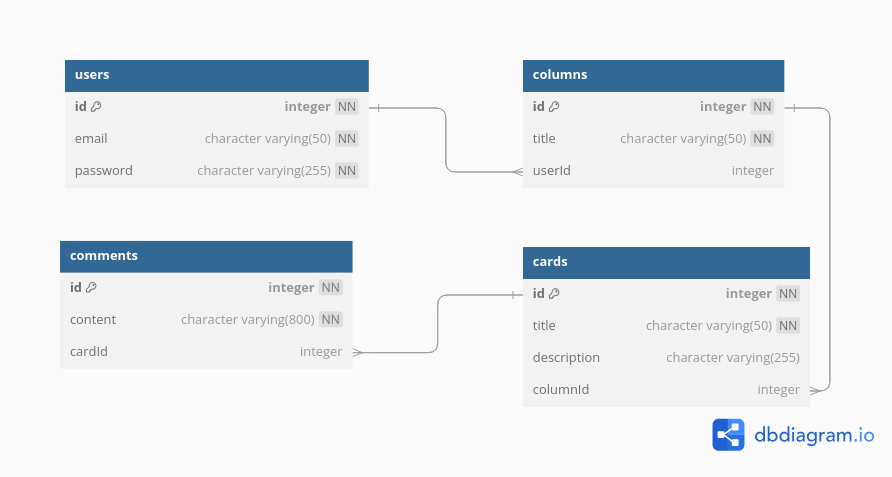 users
id integer NN
email character varying(50) NN
password character varying(255) NN
columns
id integer NN
title character varying(50) NN
userId integer
comments
id integer NN
content character varying(800) NN
cardId integer
cards
id integer NN
title character varying(50) NN
description character varying(255)
columnId integer
dbdiagram.io